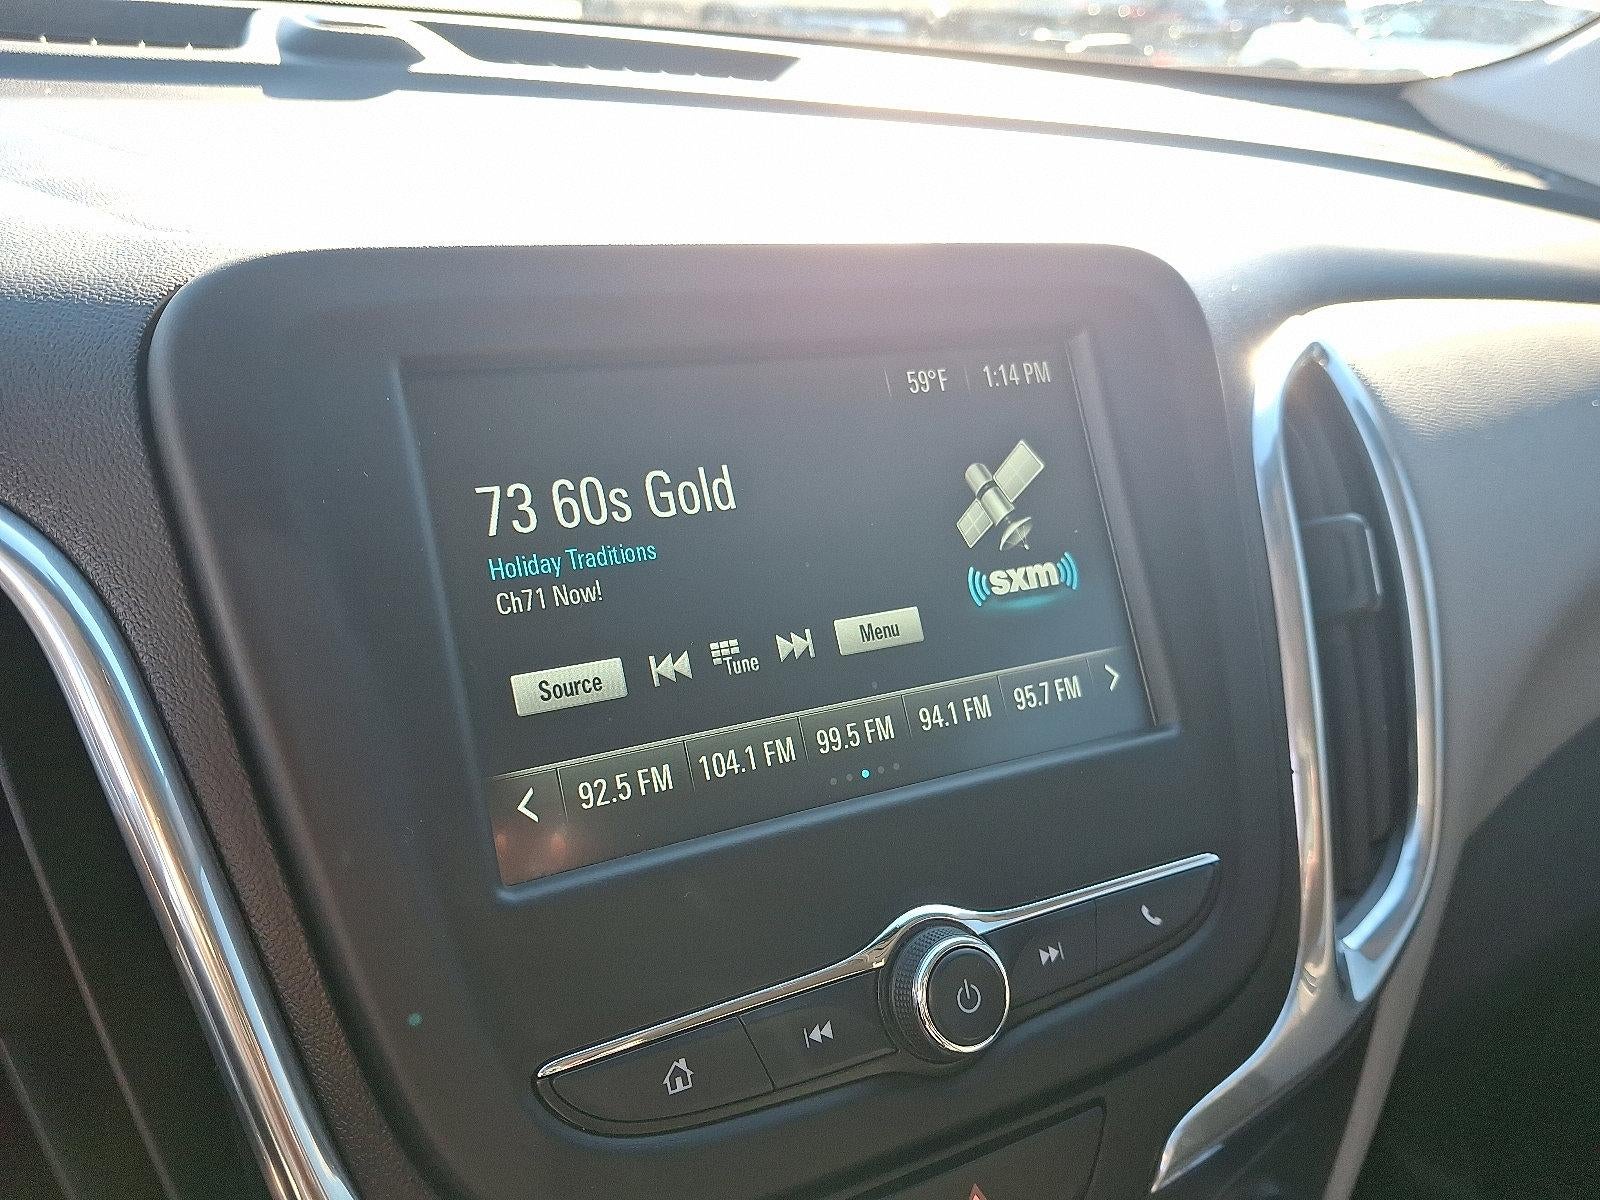 59°F 1:14 PM
73 60s Gold
Holiday Traditions
Ch71 Now!
sxm
Source Tune Menu
92.5 FM 104.1 FM 99.5 FM 94.1 FM 95.7 FM